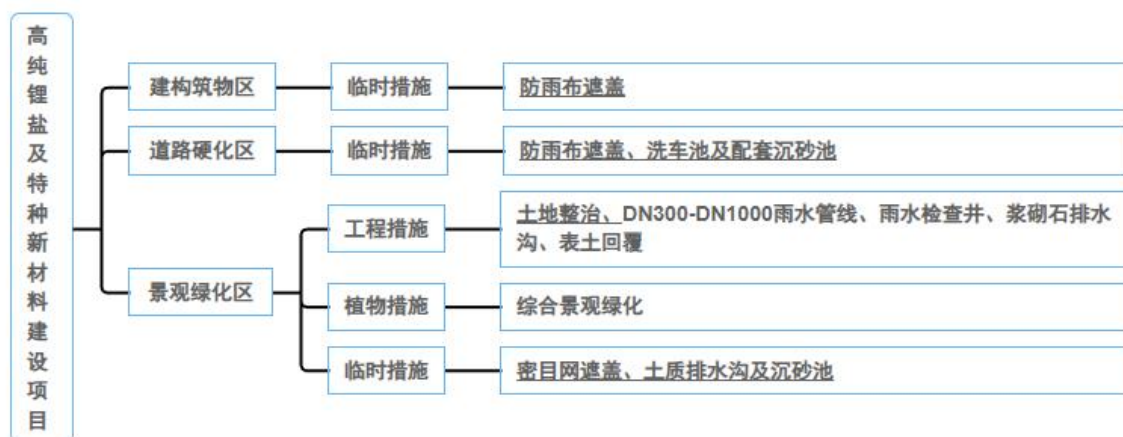 高纯锂盐及特种新材料建设项目
建构筑物区
临时措施
防雨布遮盖
道路硬化区
临时措施
防雨布遮盖、洗车池及配套沉砂池
景观绿化区
工程措施
土地整治、DN300-DN1000雨水管线、雨水检查井、浆砌石排水
沟、表土回覆
植物措施
综合景观绿化
临时措施
密目网遮盖、土质排水沟及沉砂池